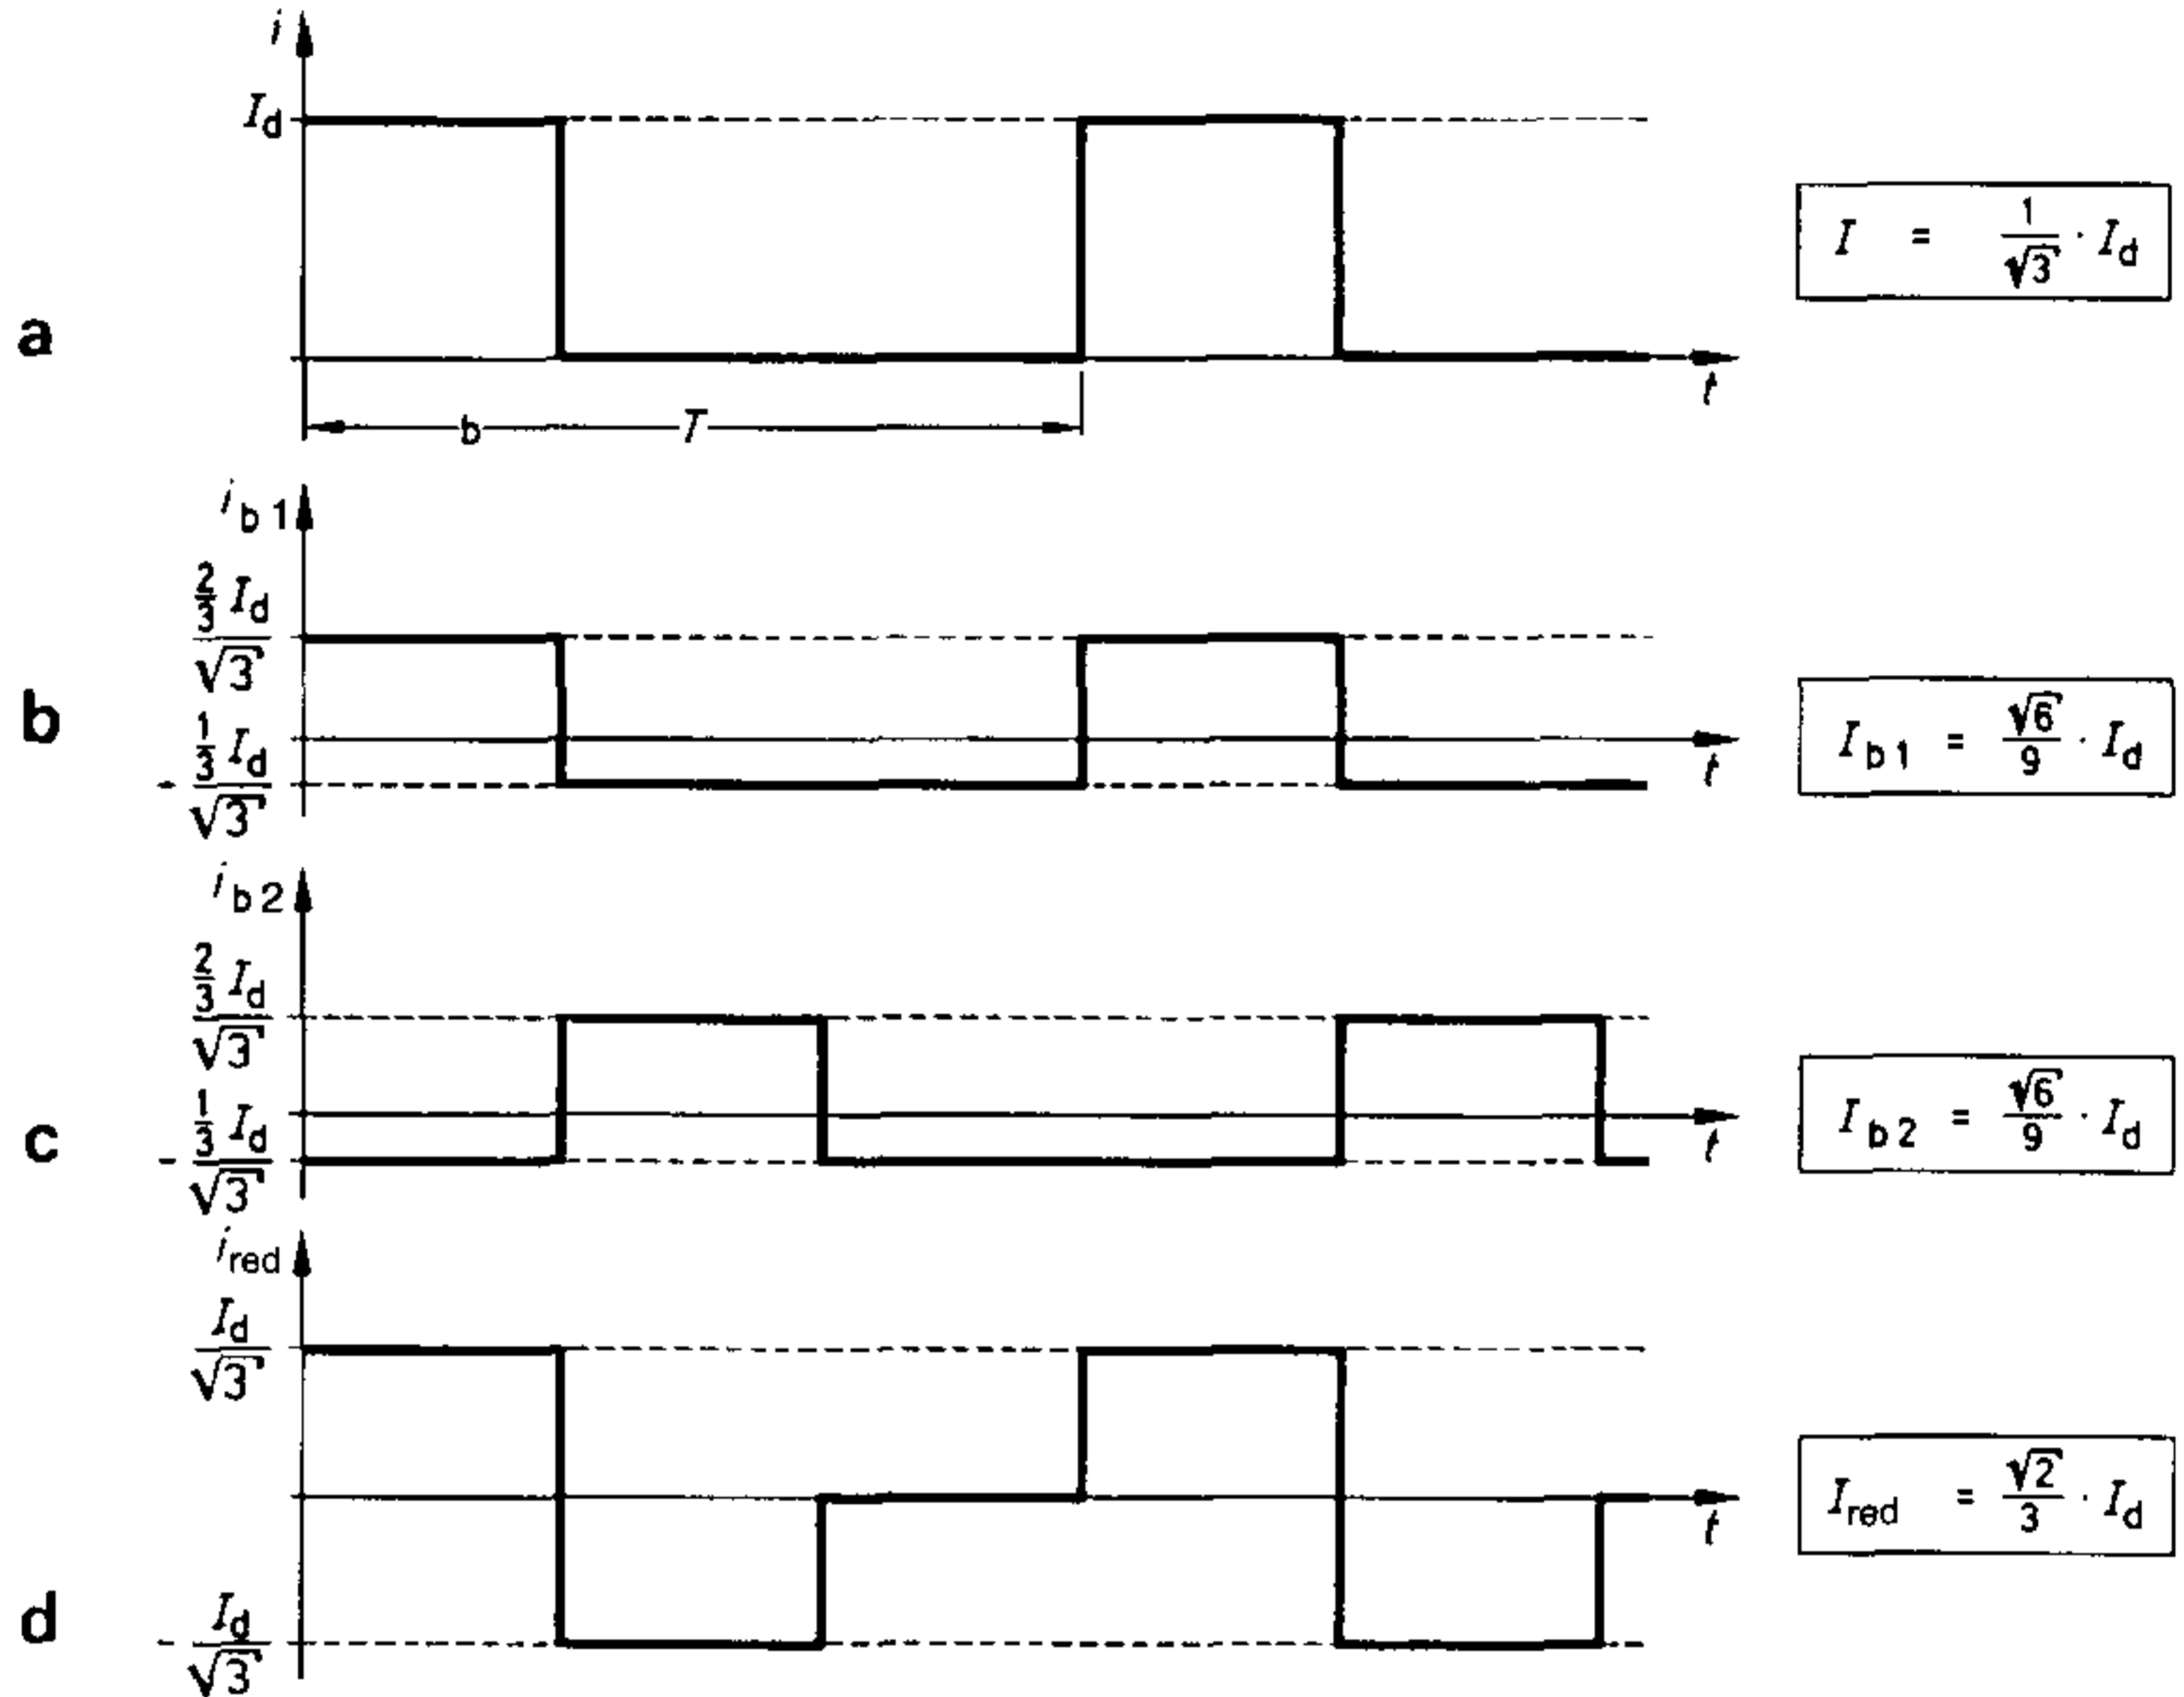 i
I_d
I = 1/√3 · I_d
a
t
b T
i_b1
2/3 I_d / √3
b
- 1/3 I_d / √3
t
I_b1 = √6/9 · I_d
i_b2
2/3 I_d / √3
c
- 1/3 I_d / √3
t
I_b2 = √6/9 · I_d
i_red
I_d / √3
t
I_red = √2/3 · I_d
d
- I_d / √3